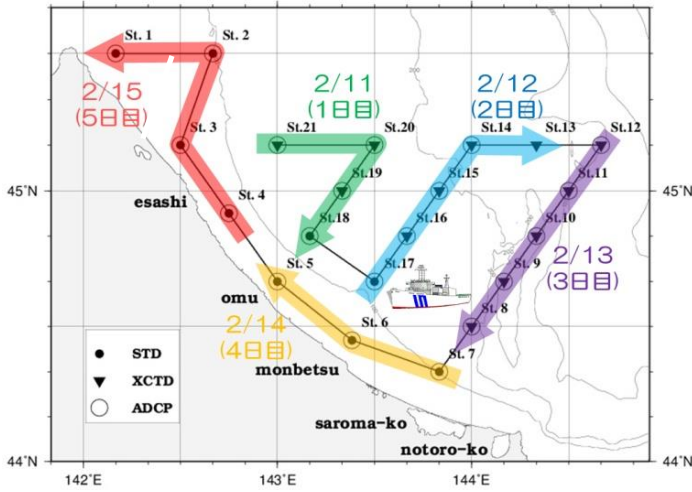 St. 1
St. 2
2/15
(5日目)
2/11
(1日目)
2/12
(2日目)
St. 3
St.21
St.20
St.14
St.13
St.12
St.19
St.15
St.11
45°N
45°N
esashi
St. 4
St.18
St.16
St.10
2/13
(3日目)
St. 5
St.17
St. 9
omu
2/14
(4日目)
St. 6
St. 8
monbetsu
St. 7
STD
XCTD
ADCP
saroma-ko
notoro-ko
44°N
44°N
142°E
143°E
144°E
200